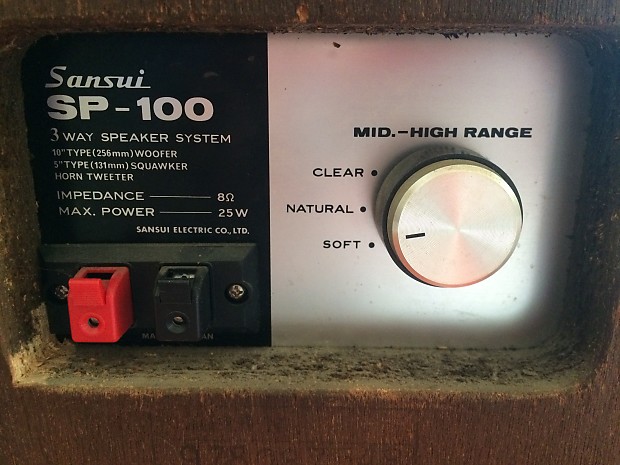 Sansui
SP-100
3 WAY SPEAKER SYSTEM
10" TYPE (256mm) WOOFER
5" TYPE (131mm) SQUAWKER
HORN TWEETER
IMPEDANCE 8Ω
MAX. POWER 25W
SANSUI ELECTRIC CO., LTD.
MID.-HIGH RANGE
CLEAR
NATURAL
SOFT